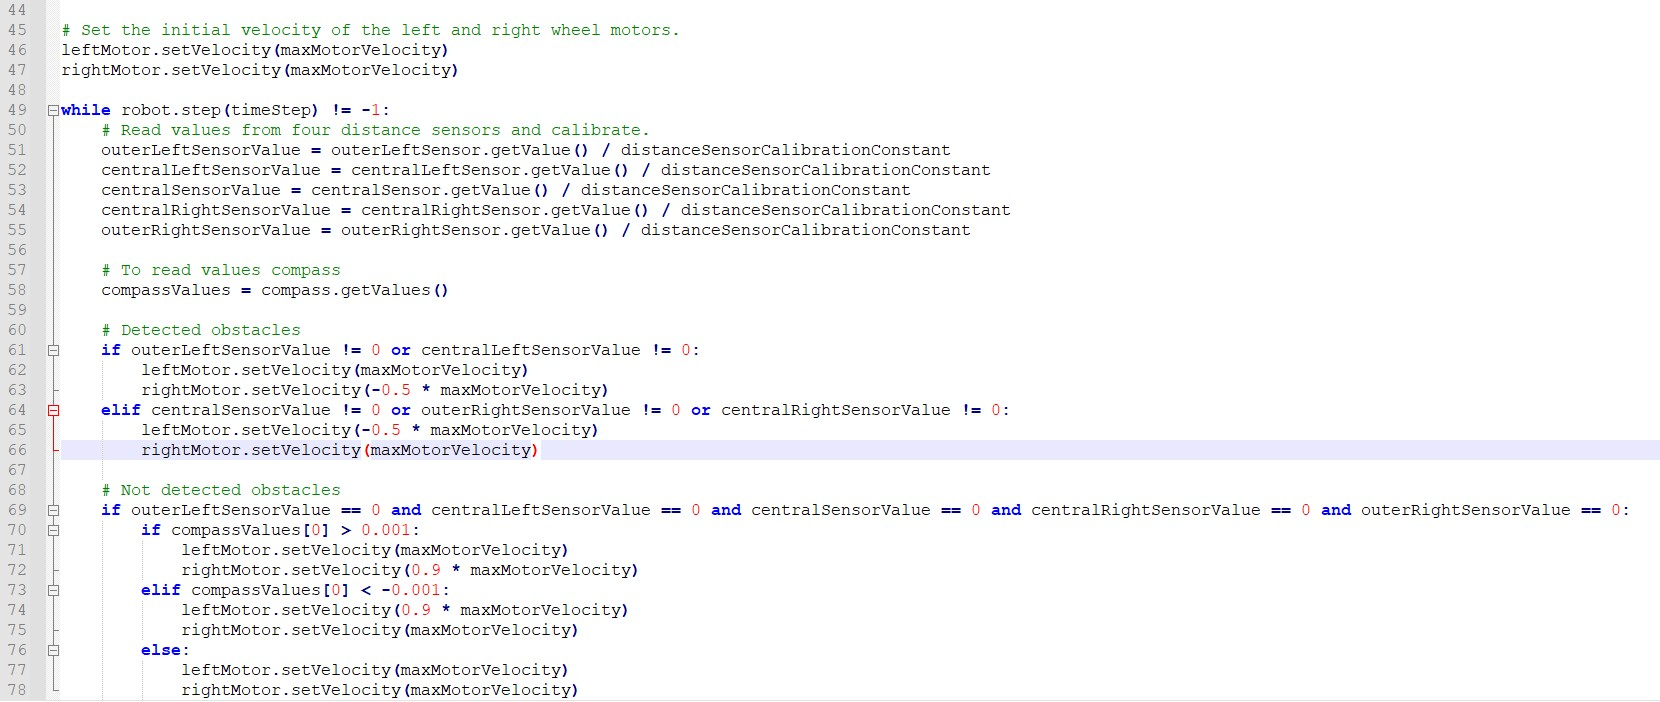 44
45 # Set the initial velocity of the left and right wheel motors.
46 leftMotor.setVelocity(maxMotorVelocity)
47 rightMotor.setVelocity(maxMotorVelocity)
48
49 while robot.step(timeStep) != -1:
50     # Read values from four distance sensors and calibrate.
51     outerLeftSensorValue = outerLeftSensor.getValue() / distanceSensorCalibrationConstant
52     centralLeftSensorValue = centralLeftSensor.getValue() / distanceSensorCalibrationConstant
53     centralSensorValue = centralSensor.getValue() / distanceSensorCalibrationConstant
54     centralRightSensorValue = centralRightSensor.getValue() / distanceSensorCalibrationConstant
55     outerRightSensorValue = outerRightSensor.getValue() / distanceSensorCalibrationConstant
56
57     # To read values compass
58     compassValues = compass.getValues()
59
60     # Detected obstacles
61     if outerLeftSensorValue != 0 or centralLeftSensorValue != 0:
62         leftMotor.setVelocity(maxMotorVelocity)
63         rightMotor.setVelocity(-0.5 * maxMotorVelocity)
64     elif centralSensorValue != 0 or outerRightSensorValue != 0 or centralRightSensorValue != 0:
65         leftMotor.setVelocity(-0.5 * maxMotorVelocity)
66         rightMotor.setVelocity(maxMotorVelocity)
67
68     # Not detected obstacles
69     if outerLeftSensorValue == 0 and centralLeftSensorValue == 0 and centralSensorValue == 0 and centralRightSensorValue == 0 and outerRightSensorValue == 0:
70         if compassValues[0] > 0.001:
71             leftMotor.setVelocity(maxMotorVelocity)
72             rightMotor.setVelocity(0.9 * maxMotorVelocity)
73         elif compassValues[0] < -0.001:
74             leftMotor.setVelocity(0.9 * maxMotorVelocity)
75             rightMotor.setVelocity(maxMotorVelocity)
76         else:
77             leftMotor.setVelocity(maxMotorVelocity)
78             rightMotor.setVelocity(maxMotorVelocity)